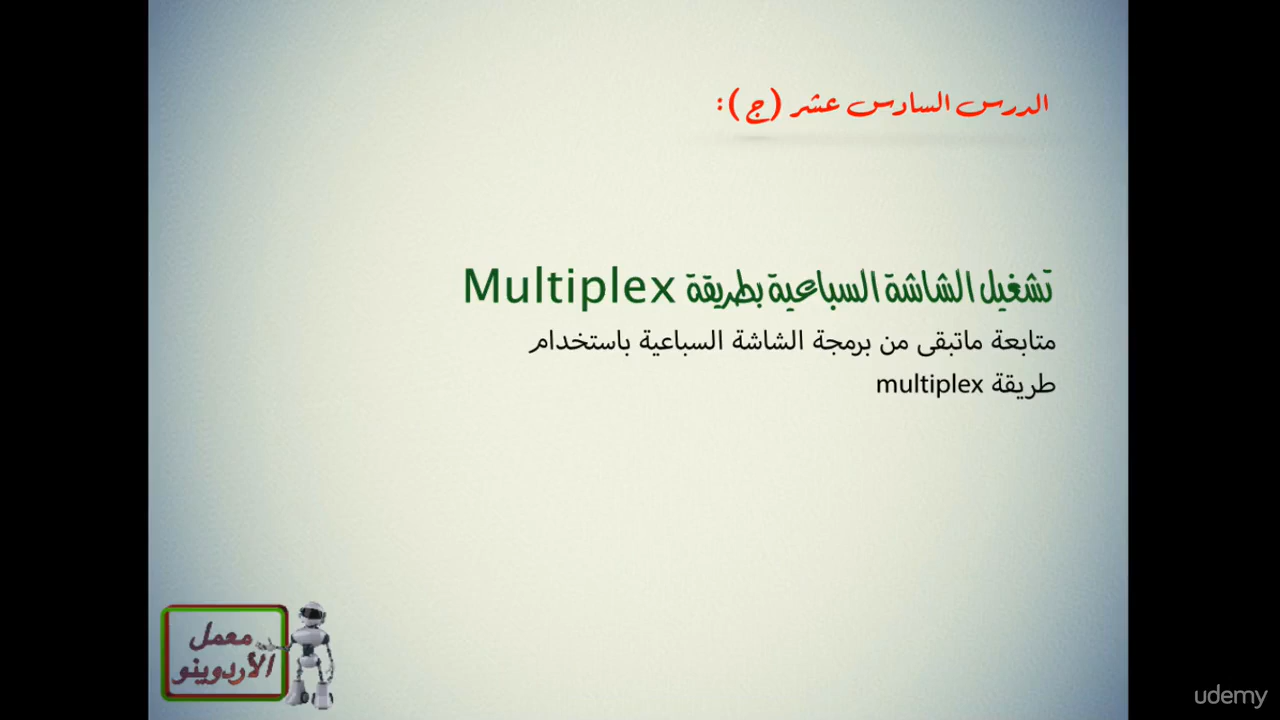 الدرس السادس عشر (ج):
تشغيل الشاشة السباعية بطريقة Multiplex
متابعة ماتبقى من برمجة الشاشة السباعية باستخدام
طريقة multiplex
معمل
الأردوينو
udemy